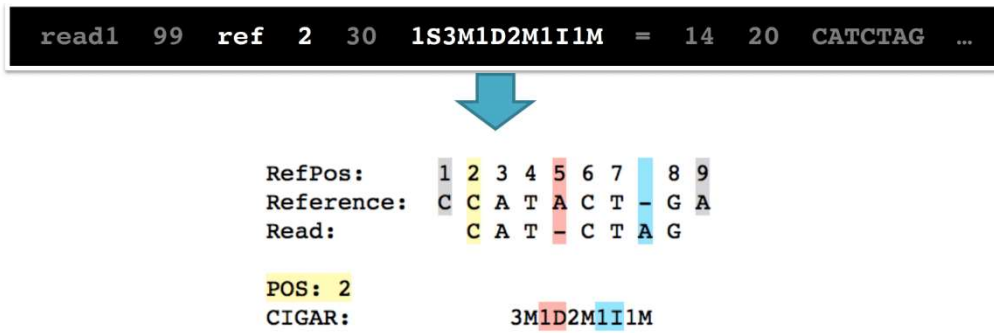 read1 99 ref 2 30 1S3M1D2M1I1M = 14 20 CATCTAG …
RefPos: 1 2 3 4 5 6 7 8 9
Reference: C C A T A C T - G A
Read: C A T - C T A G
POS: 2
CIGAR: 3M1D2M1I1M